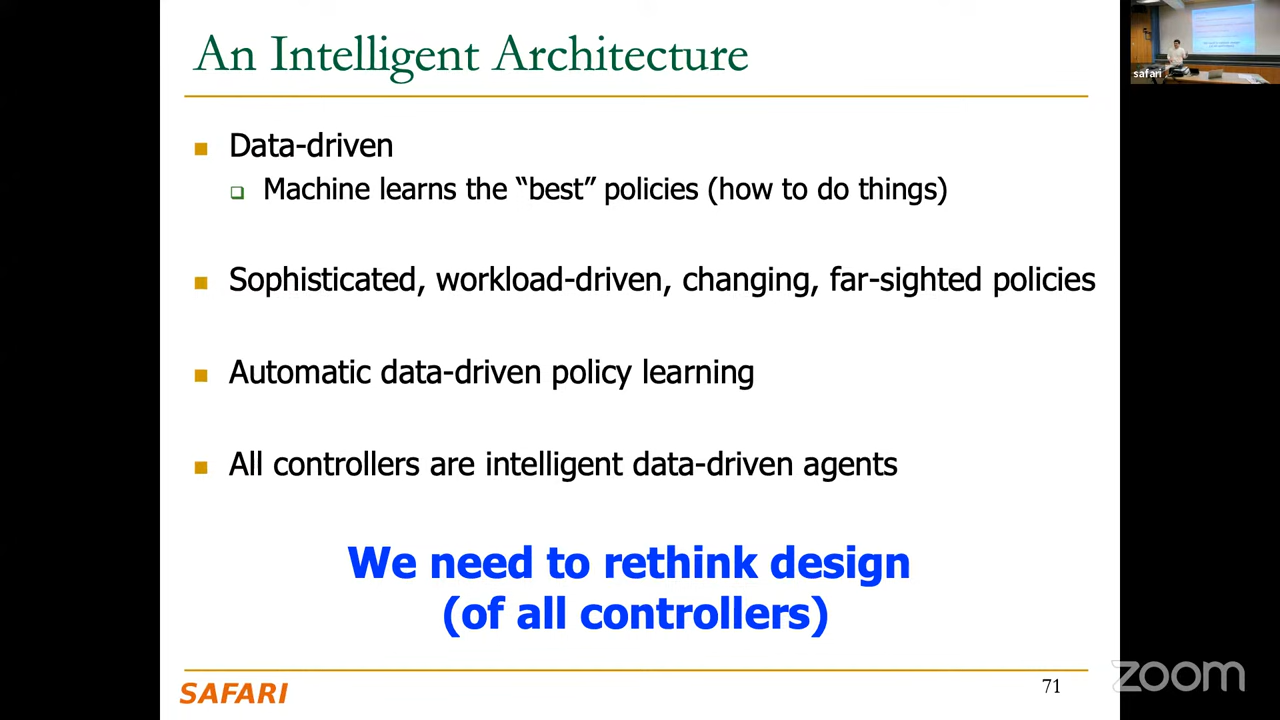 An Intelligent Architecture
safari
Data-driven
Machine learns the “best” policies (how to do things)
Sophisticated, workload-driven, changing, far-sighted policies
Automatic data-driven policy learning
All controllers are intelligent data-driven agents
We need to rethink design
(of all controllers)
SAFARI
71
zoom